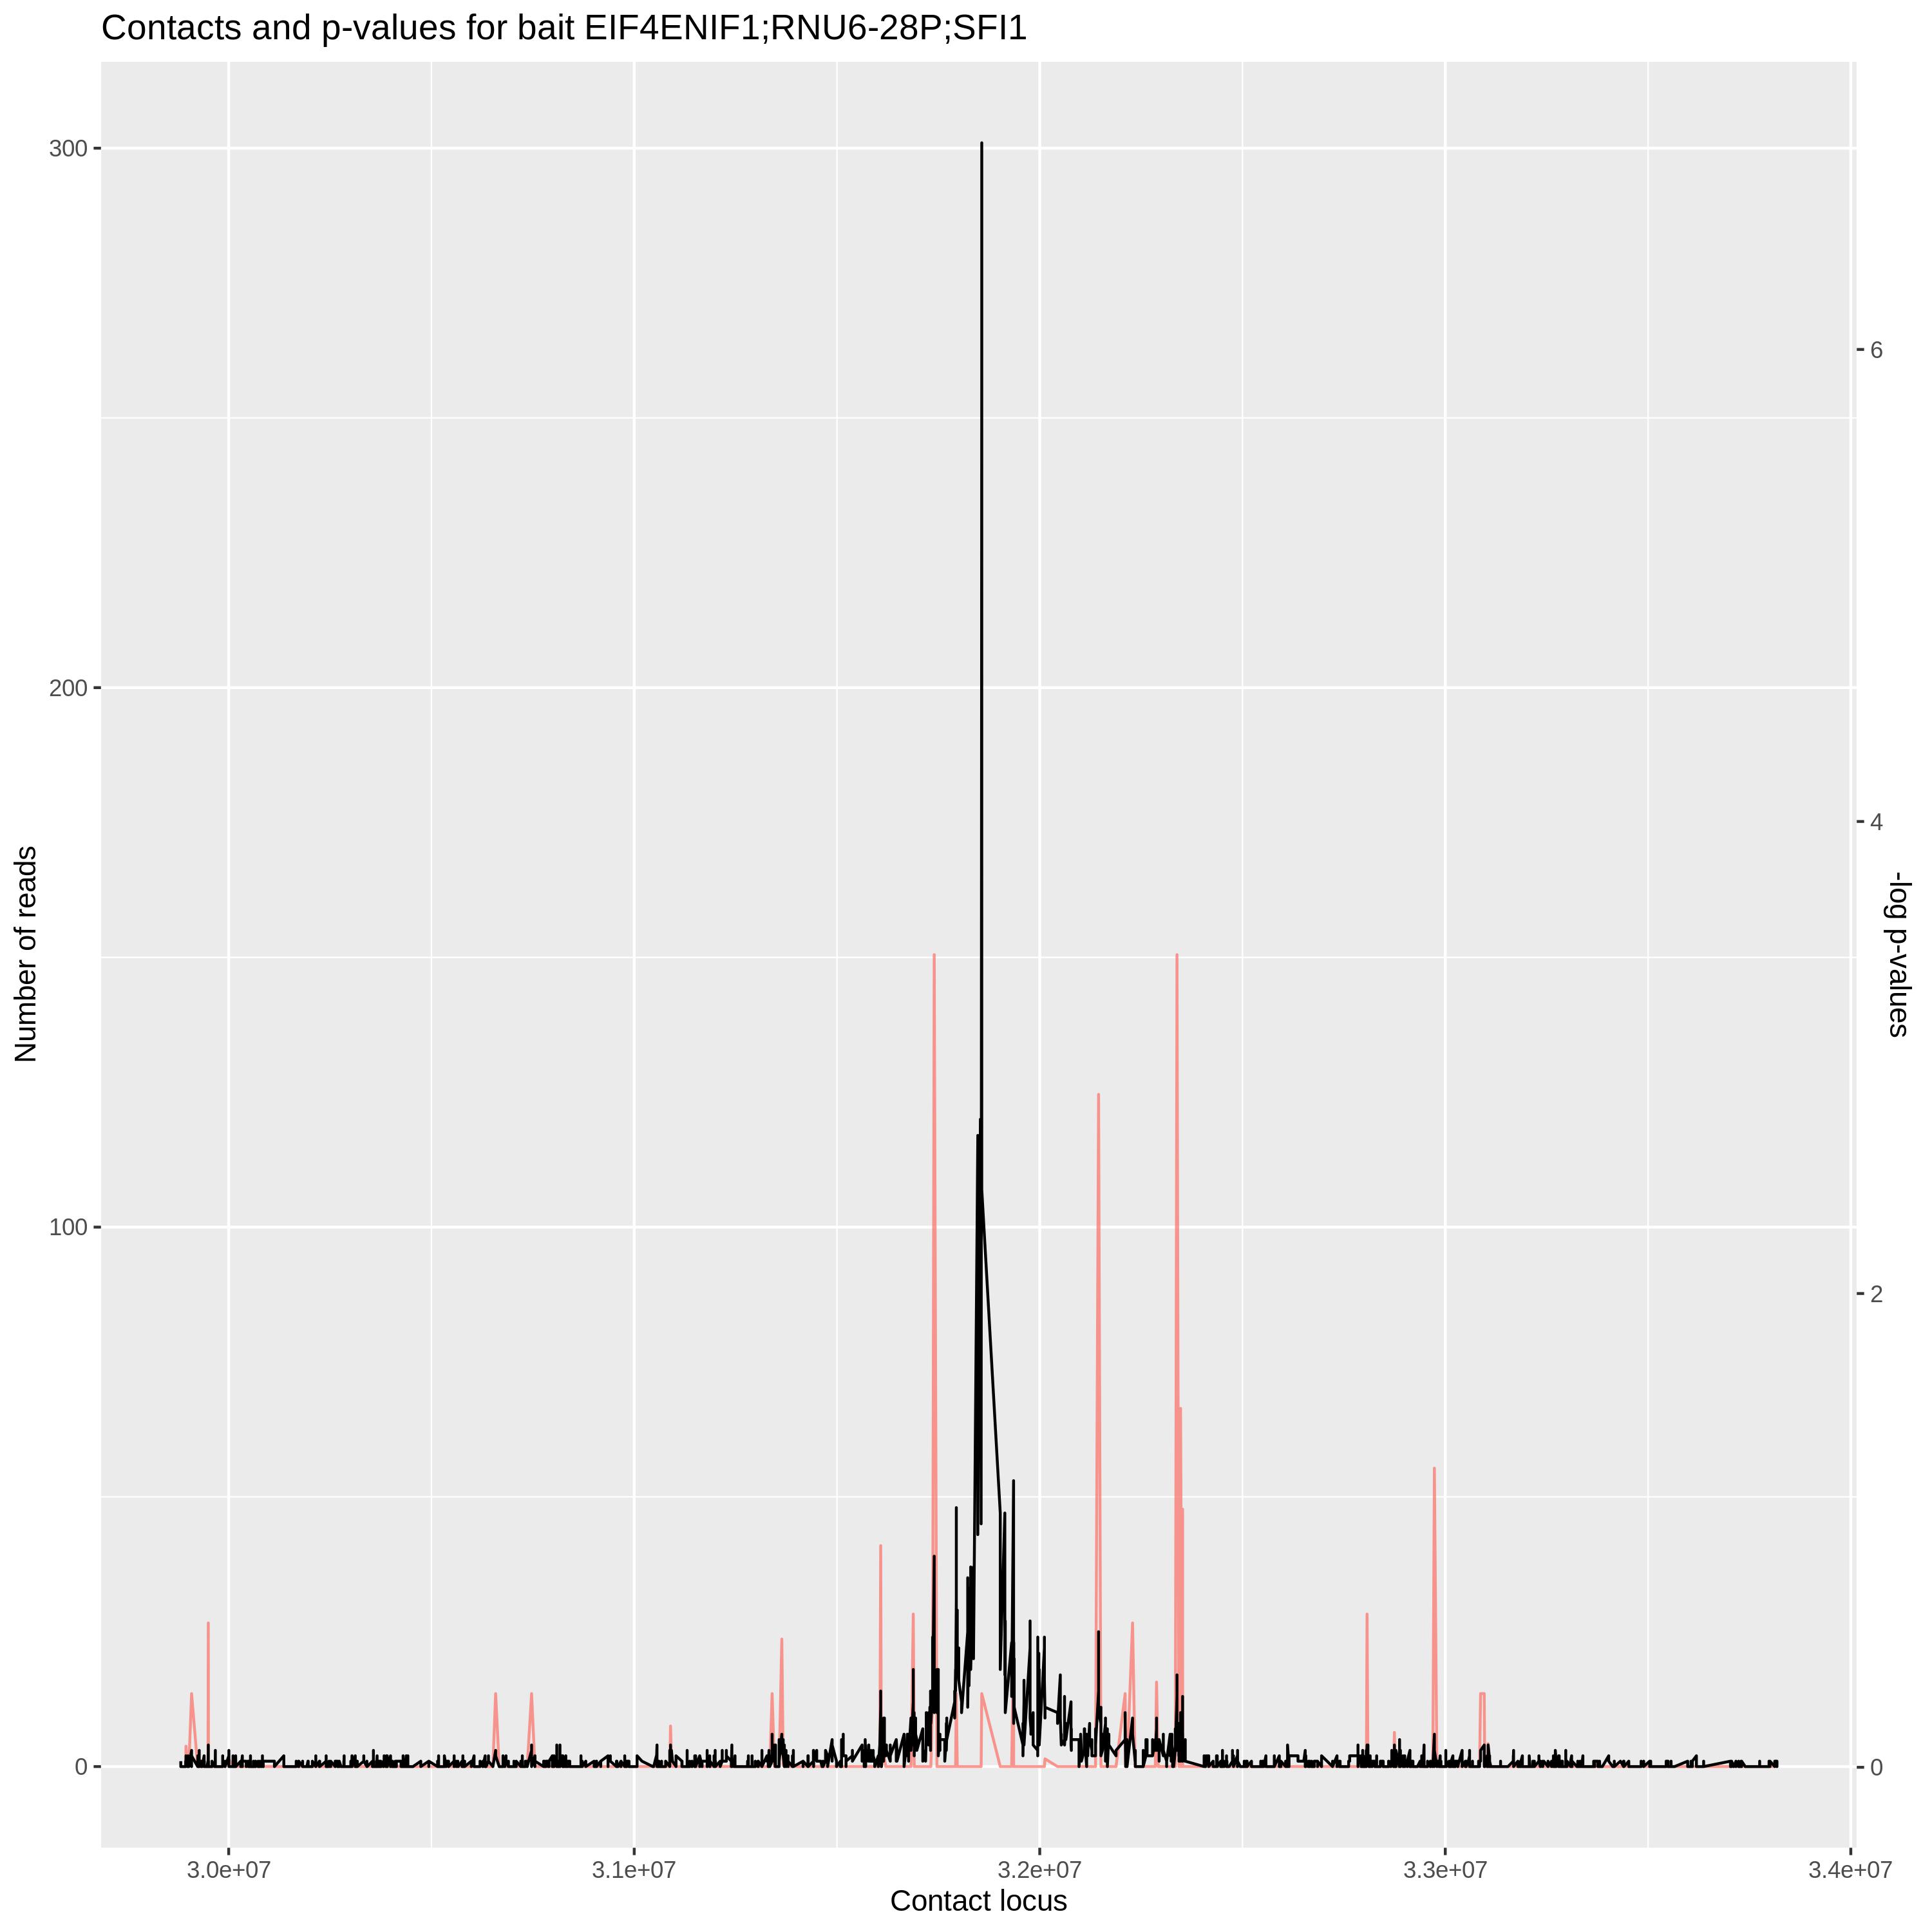 Contacts and p-values for bait EIF4ENIF1;RNU6-28P;SFI1
300
200
100
0
Number of reads
6
4
2
0
-log p-values
3.0e+07
3.1e+07
3.2e+07
3.3e+07
3.4e+07
Contact locus